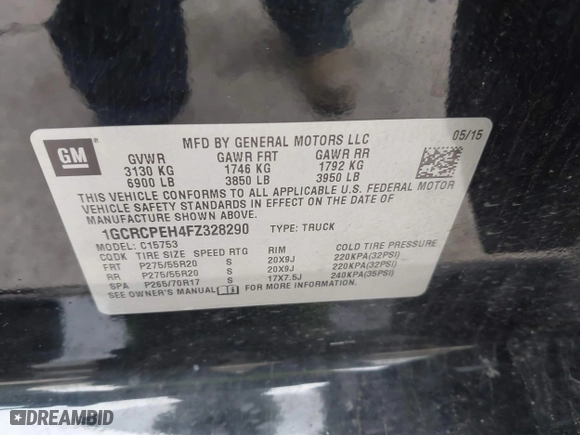 GM
MFD BY GENERAL MOTORS LLC
05/15
GVWR GAWR FRT GAWR RR
3130 KG 1746 KG 1792 KG
6900 LB 3850 LB 3950 LB
THIS VEHICLE CONFORMS TO ALL APPLICABLE U.S. FEDERAL MOTOR
VEHICLE SAFETY STANDARDS IN EFFECT ON THE DATE OF
MANUFACTURE SHOWN ABOVE.
1GCRCPEH4FZ328290 TYPE: TRUCK
MODEL: C15753
CQDK TIRE SIZE SPEED RTG RIM COLD TIRE PRESSURE
FRT P275/55R20 S 20X9J 220KPA(32PSI)
RR P275/55R20 S 20X9J 220KPA(32PSI)
SPA P265/70R17 S 17X7.5J 240KPA(35PSI)
SEE OWNER'S MANUAL FOR MORE INFORMATION.
DREAMBID